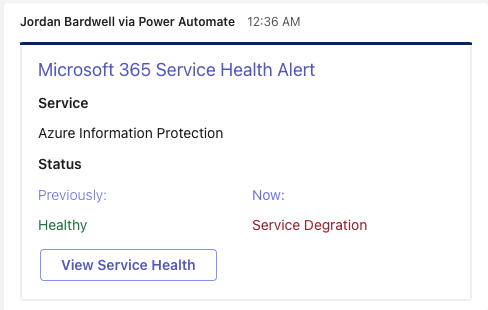 Jordan Bardwell via Power Automate 12:36 AM
Microsoft 365 Service Health Alert
Service
Azure Information Protection
Status
Previously: Now:
Healthy Service Degration
View Service Health